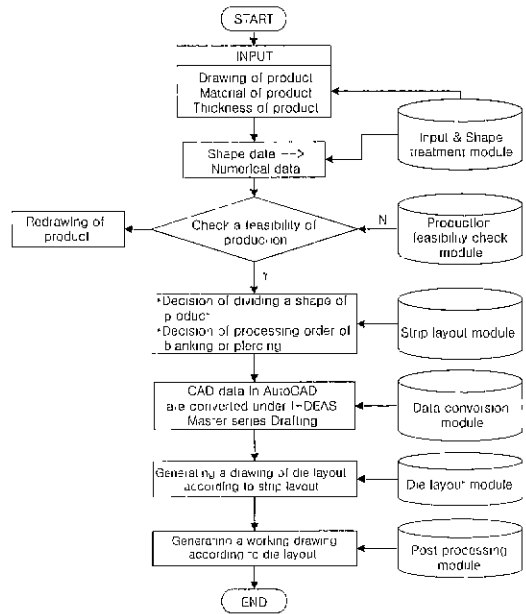 START
INPUT
Drawing of product
Material of product
Thickness of product
Input & Shape
treatment module
Shape data -->
Numerical data
Redrawing of
product
Check a feasibility of
production
N
Production
feasibility check
module
Y
*Decision of dividing a shape of
product
*Decision of processing order of
blanking or piercing
Strip layout module
CAD data in AutoCAD
are converted under I-DEAS
Master series Drafting
Data conversion
module
Generating a drawing of die layout
according to strip layout
Die layout module
Generating a working drawing
according to die layout
Post processing
module
END